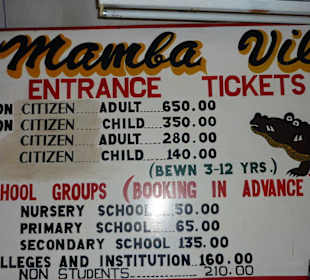 Mamba Vil
ENTRANCE TICKETS
ON CITIZEN ADULT....650.00
ON CITIZEN CHILD....350.00
CITIZEN ADULT....280.00
CITIZEN CHILD....140.00
(BEWN 3-12 YRS.)
CHOOL GROUPS (BOOKING IN ADVANCE
NURSERY SCHOOL 50.00
PRIMARY SCHOOL 65.00
SECONDARY SCHOOL 135.00
LLEGES AND INSTITUTION 160.00
NON STUDENTS........210.00